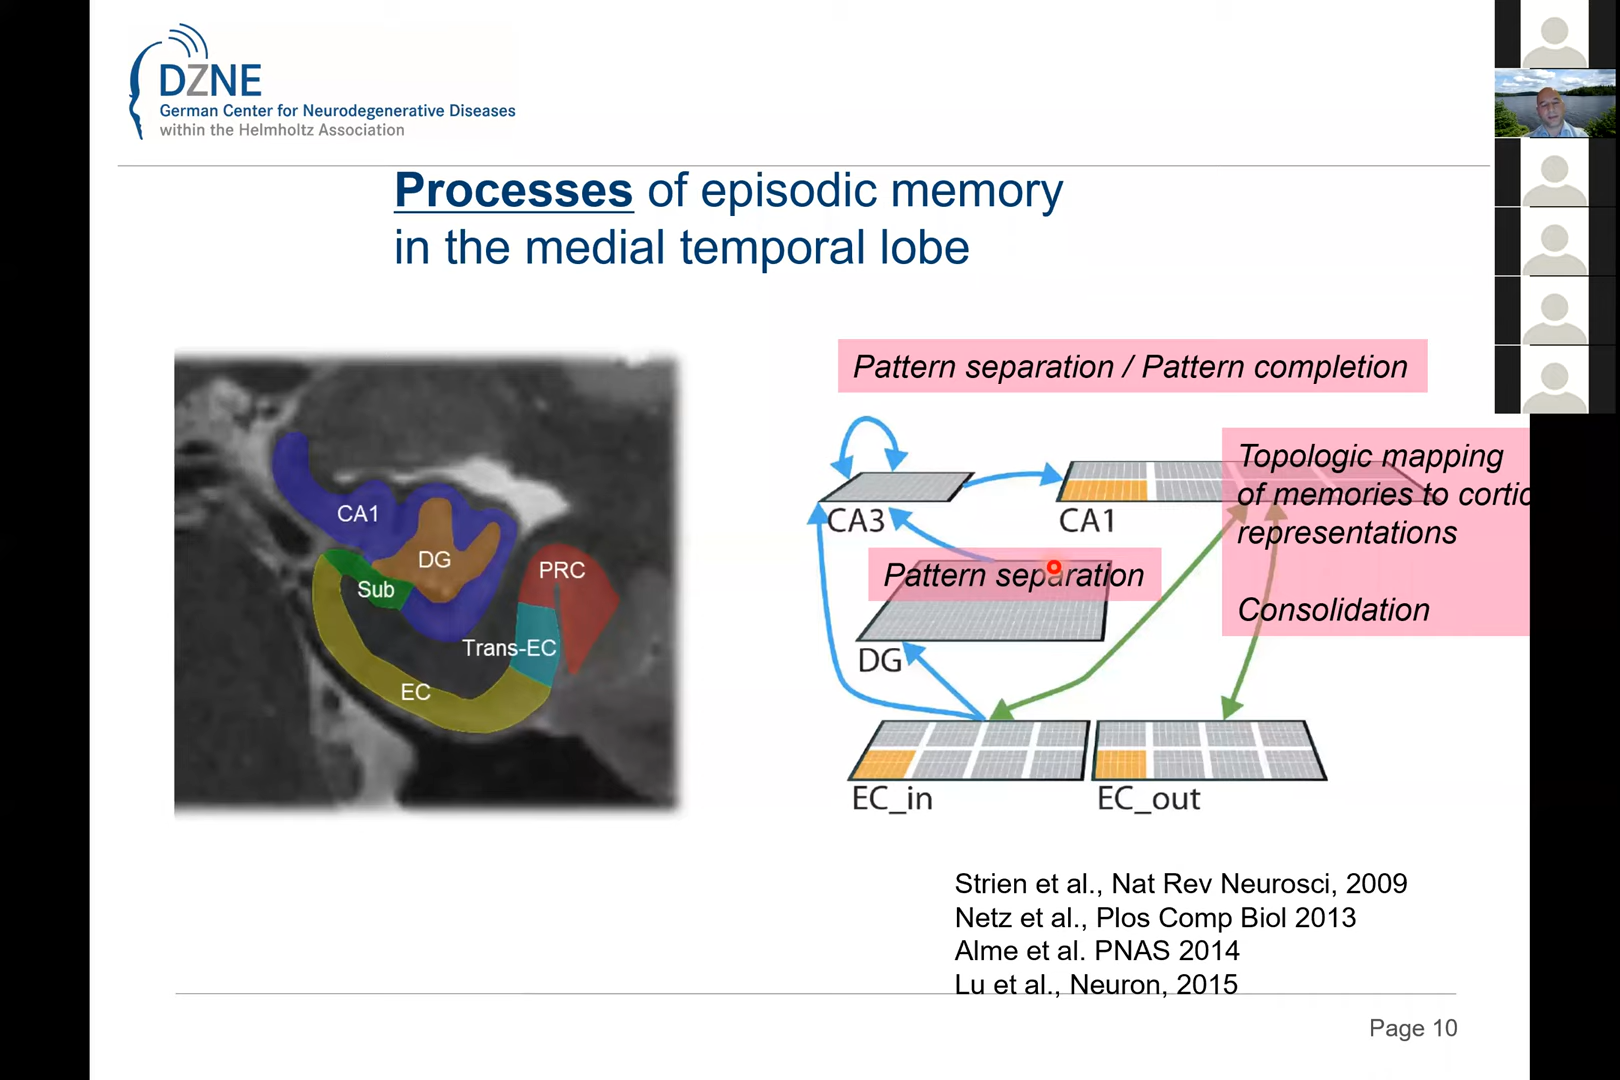 DZNE
German Center for Neurodegenerative Diseases
within the Helmholtz Association
Processes of episodic memory
in the medial temporal lobe
CA1
DG
Sub
PRC
Trans-EC
EC
Pattern separation / Pattern completion
Topologic mapping
of memories to cortic
representations
Consolidation
CA3
CA1
Pattern separation
DG
EC_in
EC_out
Strien et al., Nat Rev Neurosci, 2009
Netz et al., Plos Comp Biol 2013
Alme et al. PNAS 2014
Lu et al., Neuron, 2015
Page 10